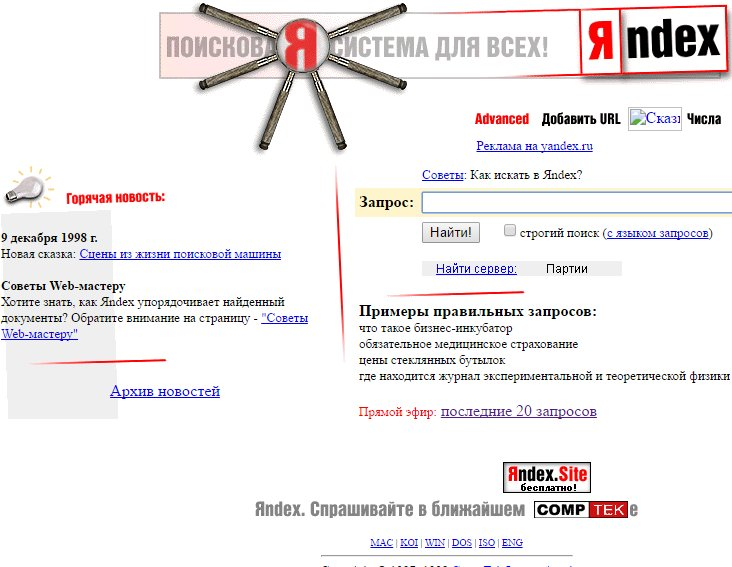 ПОИСКОВАЯ СИСТЕМА ДЛЯ ВСЕХ!
Яndex
Advanced Добавить URL Числа
Реклама на yandex.ru
Советы: Как искать в Яndex?
Запрос:
Найти! строгий поиск (с языком запросов)
Найти сервер: Партии
Горячая новость:
9 декабря 1998 г.
Новая сказка: Сцены из жизни поисковой машины
Советы Web-мастеру
Хотите знать, как Яndex упорядочивает найденный
документы? Обратите внимание на страницу - "Советы
Web-мастеру"
Архив новостей
Примеры правильных запросов:
что такое бизнес-инкубатор
обязательное медицинское страхование
цены стеклянных бутылок
где находится журнал экспериментальной и теоретической физики
Прямой эфир: последние 20 запросов
Яndex.Site
бесплатно!
Яndex. Спрашивайте в ближайшем COMPTEKе
MAC | KOI | WIN | DOS | ISO | ENG